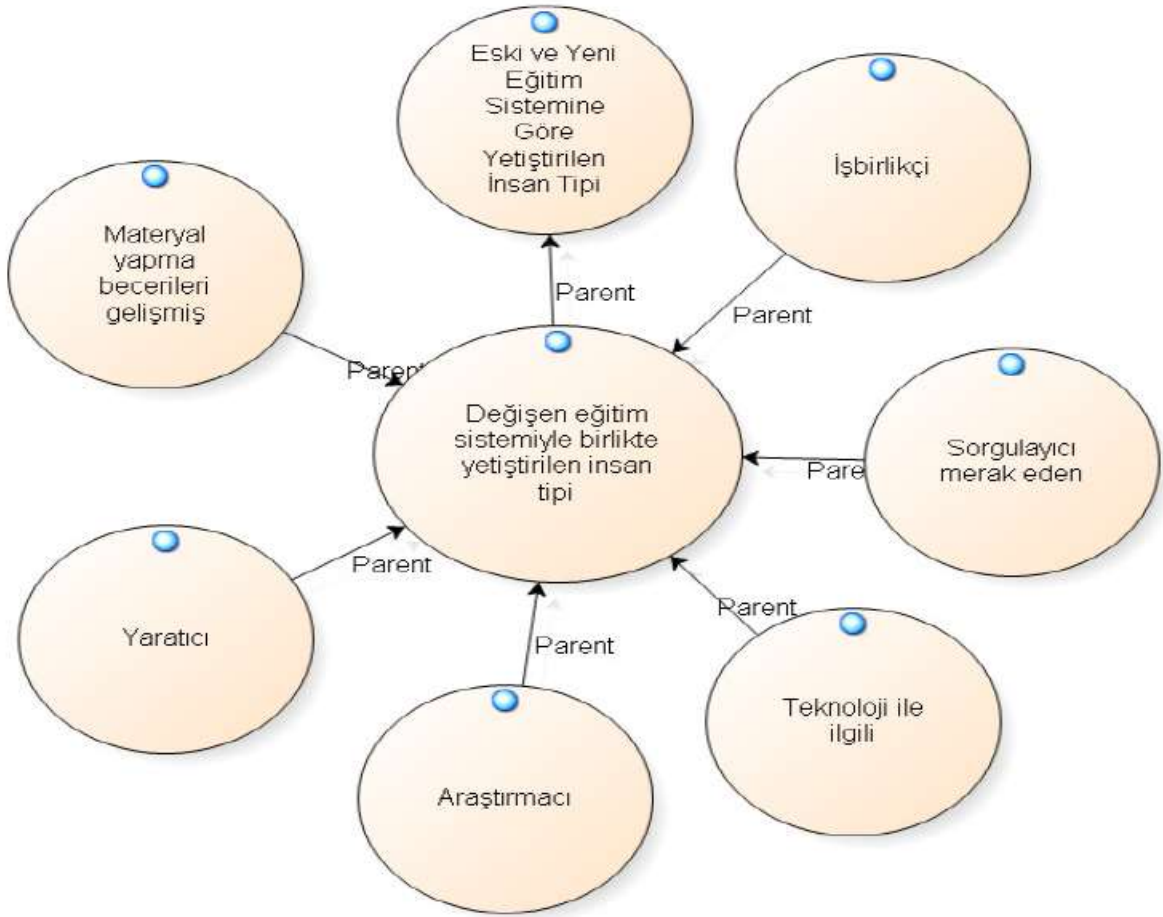 Eski ve Yeni
Eğitim
Sistemine
Göre
Yetiştirilen
İnsan Tipi
İşbirlikçi
Materyal
yapma
becerileri
gelişmiş
Parent
Parent
Parent
Değişen eğitim
sistemiyle birlikte
yetiştirilen insan
tipi
Sorgulayıcı
merak eden
Pare
Parent
Parent
Yaratıcı
Parent
Teknoloji ile
ilgili
Araştırmacı